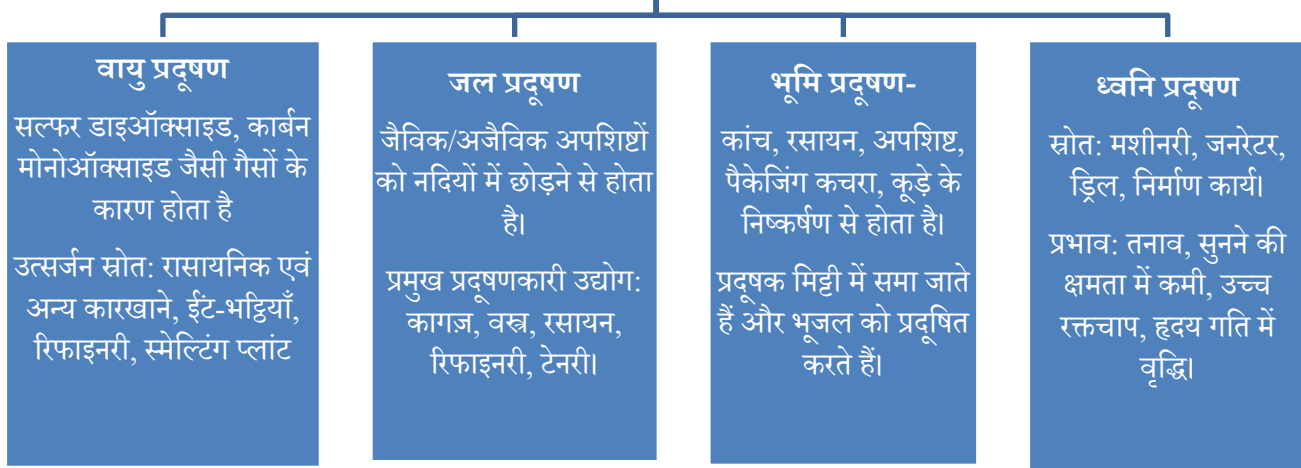 वायु प्रदूषण
सल्फर डाइऑक्साइड, कार्बन
मोनोऑक्साइड जैसी गैसों के
कारण होता है
उत्सर्जन स्रोत: रासायनिक एवं
अन्य कारखाने, ईंट-भट्ठियाँ,
रिफाइनरी, स्मेल्टिंग प्लांट
जल प्रदूषण
जैविक/अजैविक अपशिष्टों
को नदियों में छोड़ने से होता
है।
प्रमुख प्रदूषणकारी उद्योग:
कागज़, वस्त्र, रसायन,
रिफाइनरी, टेनरी।
भूमि प्रदूषण-
कांच, रसायन, अपशिष्ट,
पैकेजिंग कचरा, कूड़े के
निष्कर्षण से होता है।
प्रदूषक मिट्टी में समा जाते
हैं और भूजल को प्रदूषित
करते हैं।
ध्वनि प्रदूषण
स्रोत: मशीनरी, जनरेटर,
ड्रिल, निर्माण कार्य।
प्रभाव: तनाव, सुनने की
क्षमता में कमी, उच्च
रक्तचाप, हृदय गति में
वृद्धि।